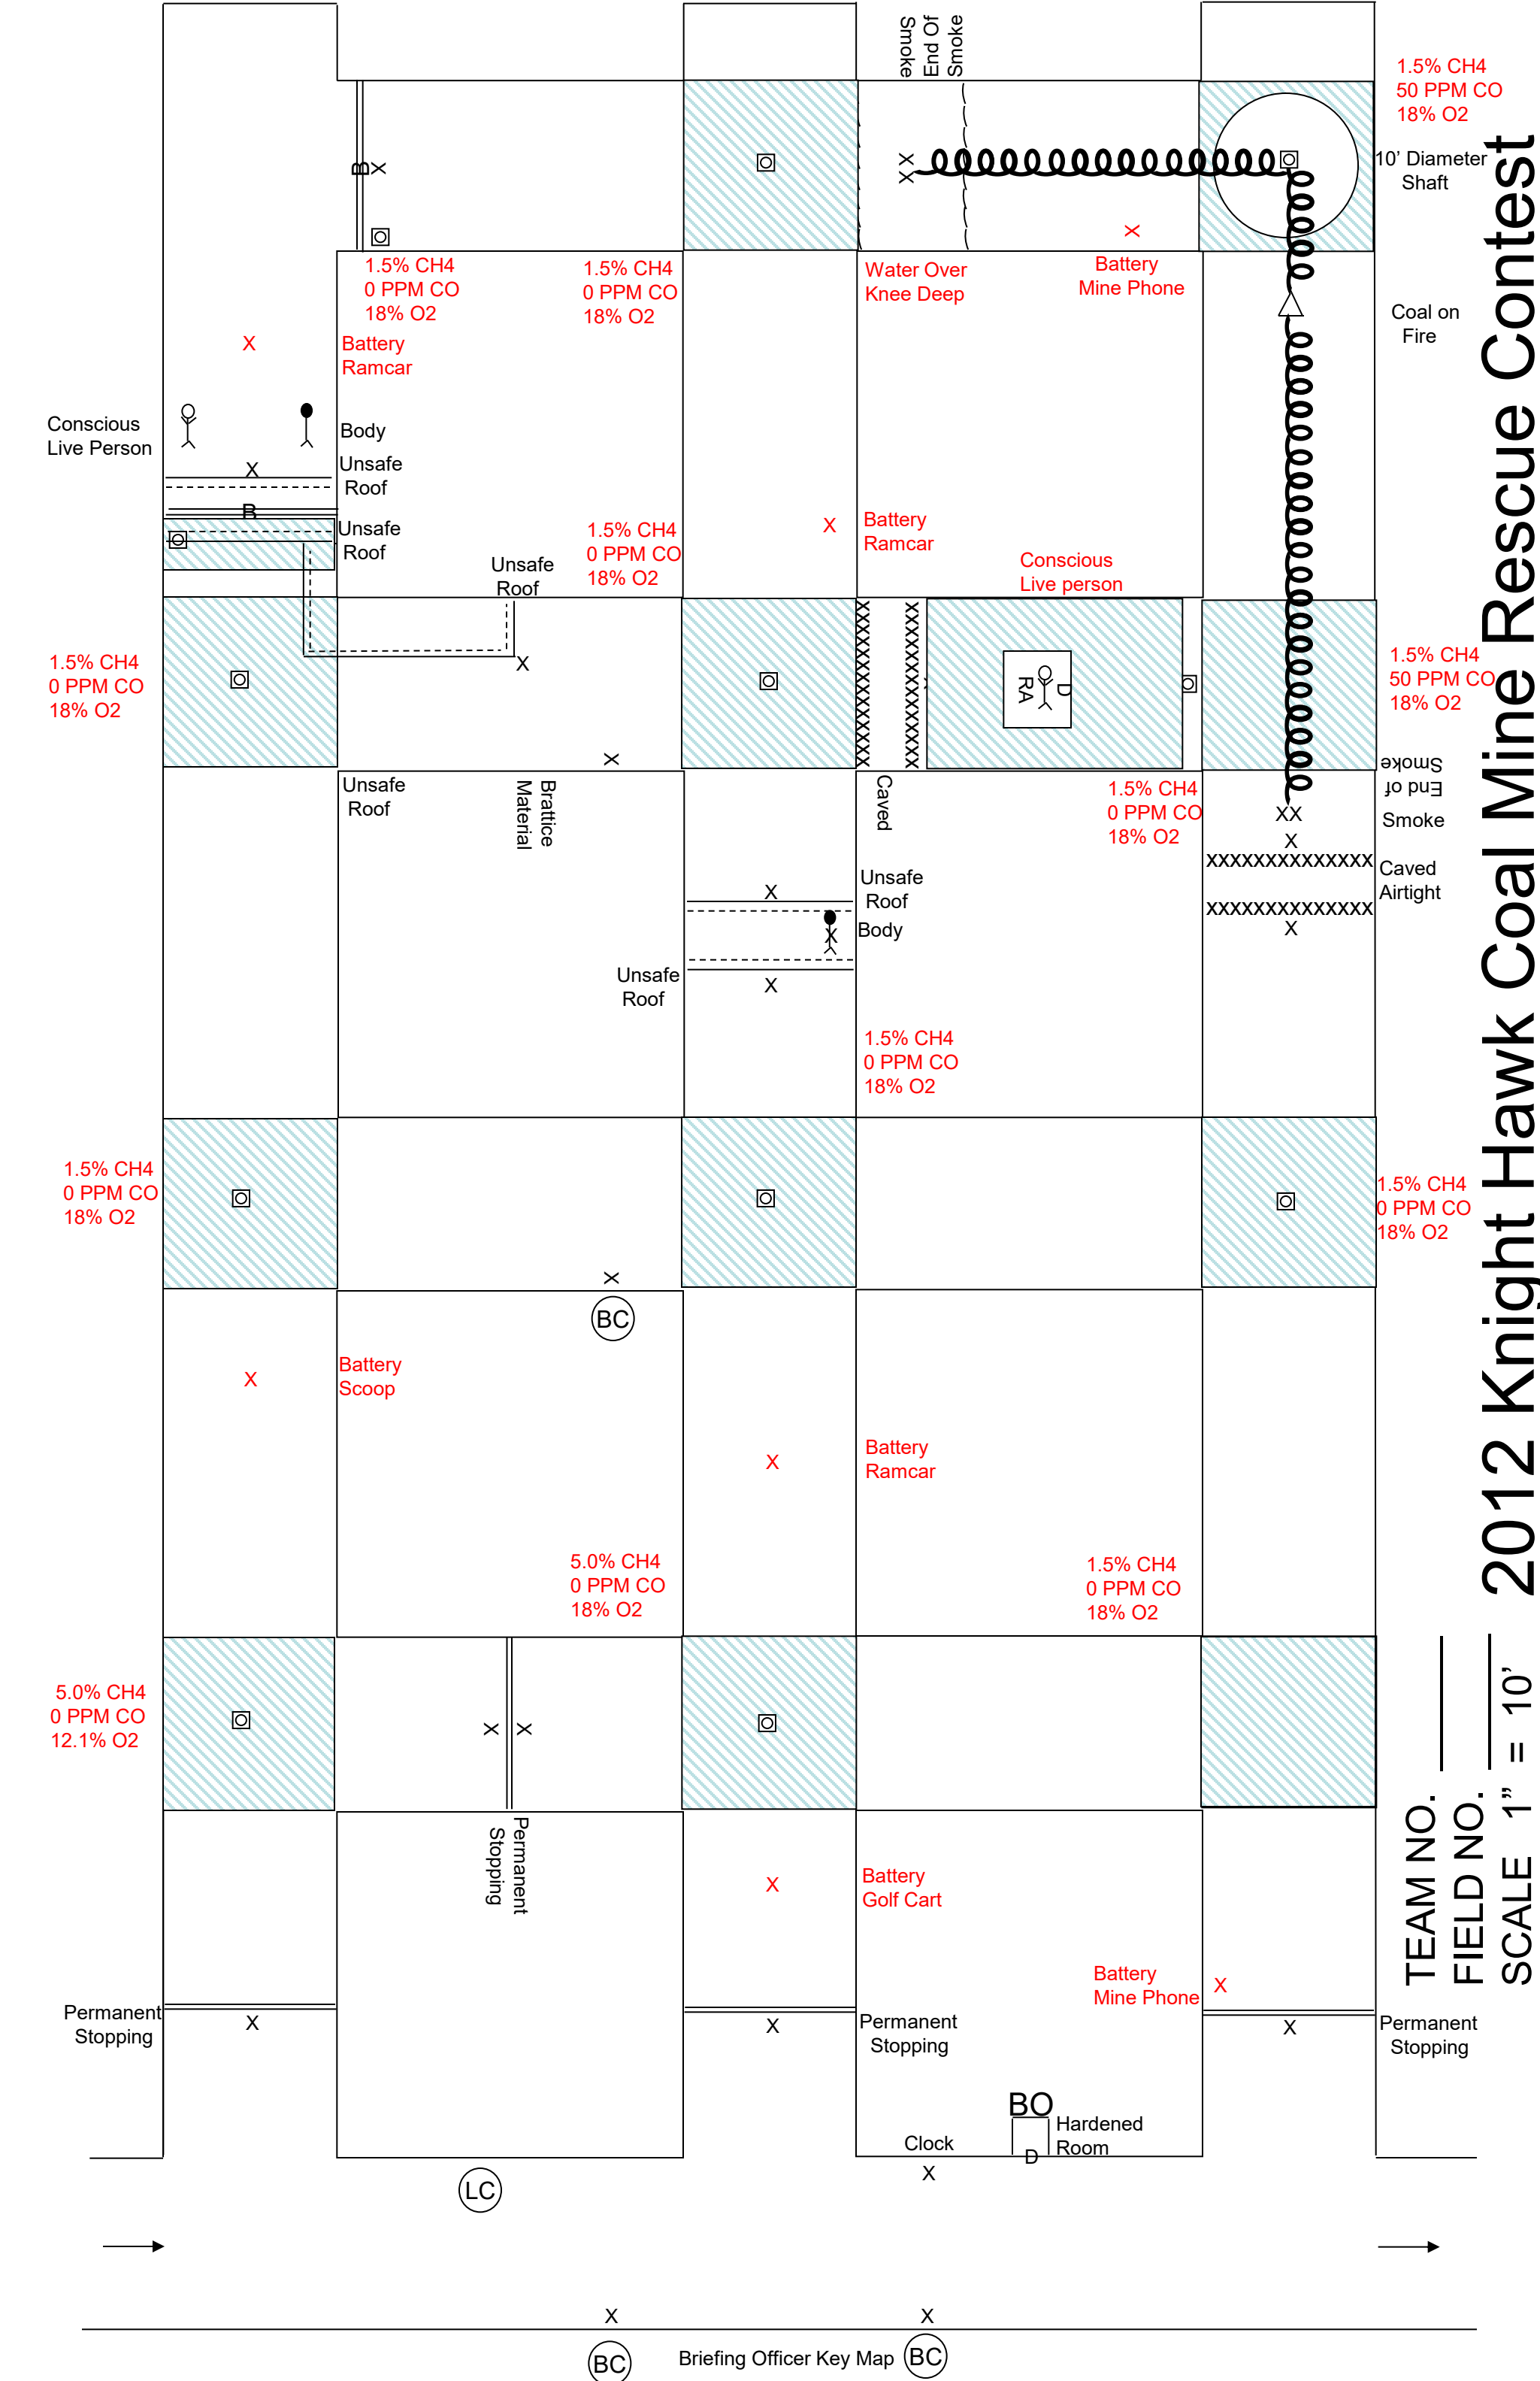 Smoke
End Of
Smoke
1.5% CH4
50 PPM CO
18% O2
10’ Diameter
Shaft
B
X
X
X
X
1.5% CH4
0 PPM CO
18% O2
1.5% CH4
0 PPM CO
18% O2
Water Over
Knee Deep
Battery
Mine Phone
Coal on
Fire
X
Battery
Ramcar
Conscious
Live Person
Body
Unsafe
Roof
X
B
Unsafe
Roof
Unsafe
Roof
1.5% CH4
0 PPM CO
18% O2
X
Battery
Ramcar
Conscious
Live person
1.5% CH4
0 PPM CO
18% O2
X
X
XXXXXXXXXXXXXX
XXXXXXXXXXXXXX
RA
D
1.5% CH4
50 PPM CO
18% O2
End of
Smoke
Smoke
Unsafe
Roof
Brattice
Material
Caved
1.5% CH4
0 PPM CO
18% O2
XX
X
XXXXXXXXXXXXXX
Caved
Airtight
XXXXXXXXXXXXXX
X
X
Unsafe
Roof
X
Body
Unsafe
Roof
X
1.5% CH4
0 PPM CO
18% O2
1.5% CH4
0 PPM CO
18% O2
1.5% CH4
0 PPM CO
18% O2
X
BC
X
Battery
Scoop
X
Battery
Ramcar
5.0% CH4
0 PPM CO
18% O2
1.5% CH4
0 PPM CO
18% O2
5.0% CH4
0 PPM CO
12.1% O2
X
X
Permanent
Stopping
X
Battery
Golf Cart
Battery
Mine Phone
X
Permanent
Stopping
X
X
Permanent
Stopping
X
Permanent
Stopping
BO
Hardened
Room
Clock
D
X
LC
X
X
BC
Briefing Officer Key Map
BC
2012 Knight Hawk Coal Mine Rescue Contest
TEAM NO.
FIELD NO.
SCALE 1” = 10’